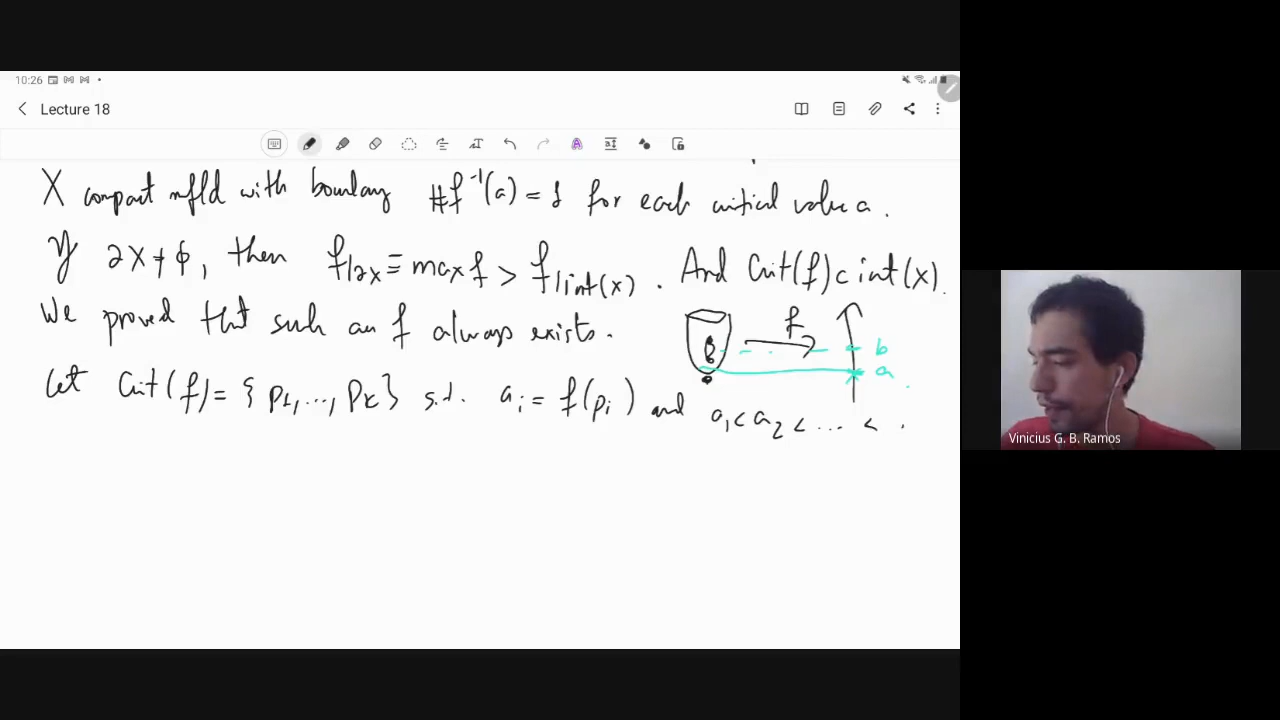 10:26
Lecture 18
X compact mfld with boundary #f⁻¹(a) = 1 for each critical value a.
If ∂X ≠ ∅, then f|∂X ≡ max f > f|int(X). And Crit(f) ⊂ int(X).
We proved that such an f always exists.
f
b
a
Let Crit(f) = {p₁, ..., pₖ} s.t. aᵢ = f(pᵢ) and a₁ < a₂ < ... <
Vinicius G. B. Ramos